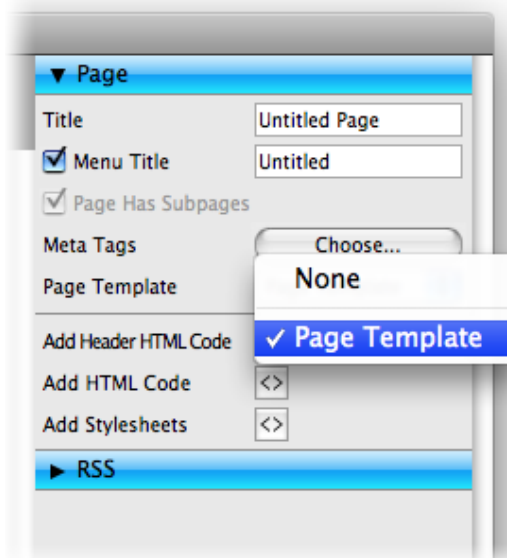 ▼ Page
Title Untitled Page
Menu Title Untitled
Page Has Subpages
Meta Tags Choose...
None
Page Template
✓ Page Template
Add Header HTML Code
Add HTML Code <>
Add Stylesheets <>
► RSS